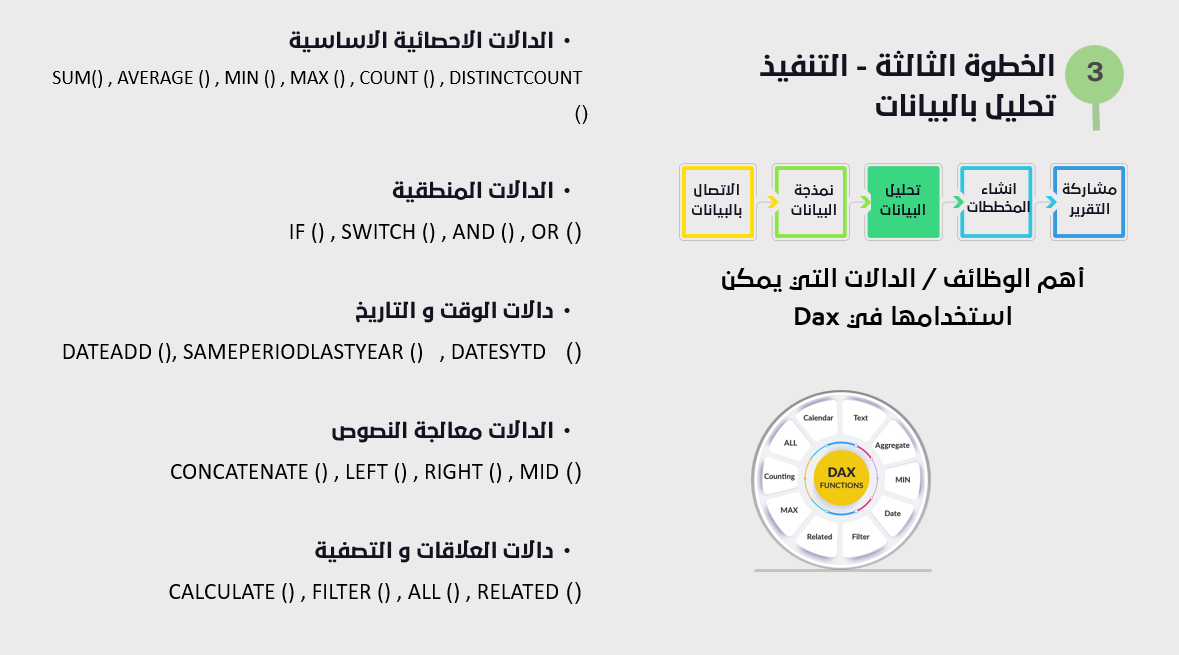 3
الخطوة الثالثة - التنفيذ
تحليل بالبيانات
الاتصال
بالبيانات
نمذجة
البيانات
تحليل
البيانات
انشاء
المخططات
مشاركة
التقرير
أهم الوظائف / الدالات التي يمكن
استخدامها في Dax
Calendar
Text
ALL
Aggregate
Counting
MIN
MAX
Date
Related
Filter
DAX
FUNCTIONS
• الدالات الاحصائية الاساسية
SUM() , AVERAGE () , MIN () , MAX () , COUNT () , DISTINCTCOUNT
()
• الدالات المنطقية
IF () , SWITCH () , AND () , OR ()
• دالات الوقت و التاريخ
DATEADD (), SAMEPERIODLASTYEAR () , DATESYTD ()
• الدالات معالجة النصوص
CONCATENATE () , LEFT () , RIGHT () , MID ()
• دالات العلاقات و التصفية
CALCULATE () , FILTER () , ALL () , RELATED ()